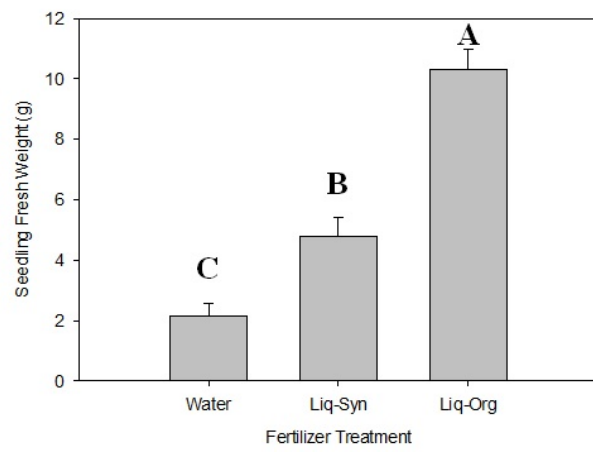 12
10
8
6
4
2
0
Seedling Fresh Weight (g)
C
B
A
Water Liq-Syn Liq-Org
Fertilizer Treatment